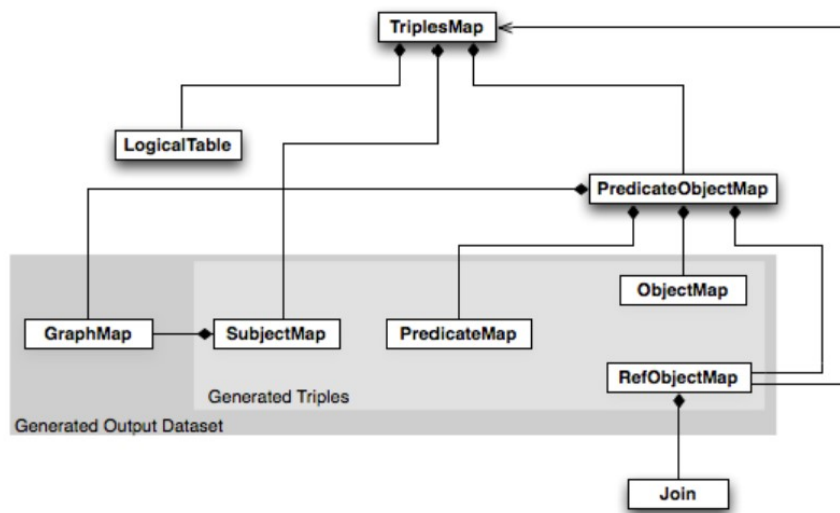 TriplesMap
LogicalTable
PredicateObjectMap
ObjectMap
GraphMap
SubjectMap
PredicateMap
RefObjectMap
Generated Triples
Generated Output Dataset
Join